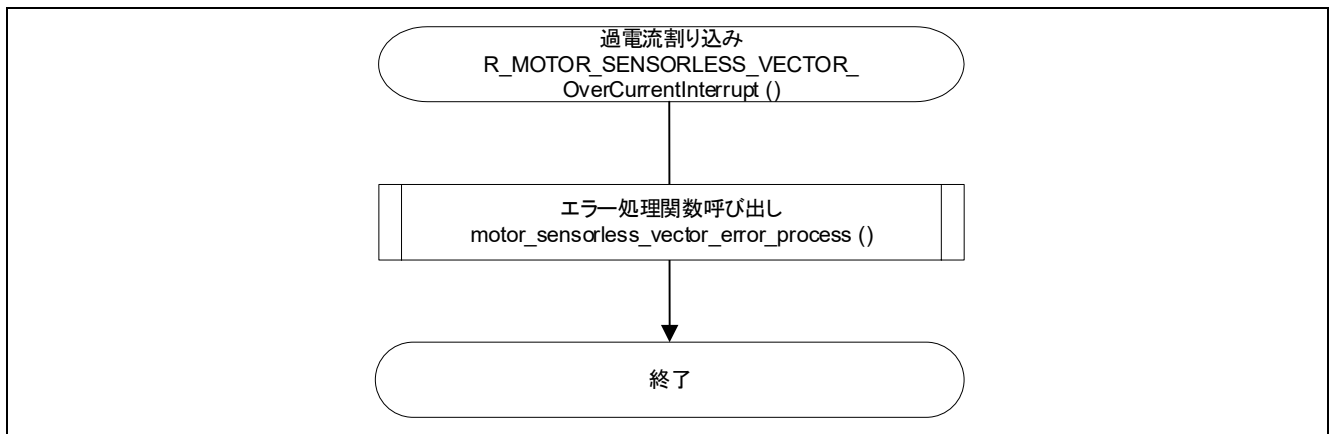 過電流割り込み
R_MOTOR_SENSORLESS_VECTOR_
OverCurrentInterrupt ()
エラー処理関数呼び出し
motor_sensorless_vector_error_process ()
終了